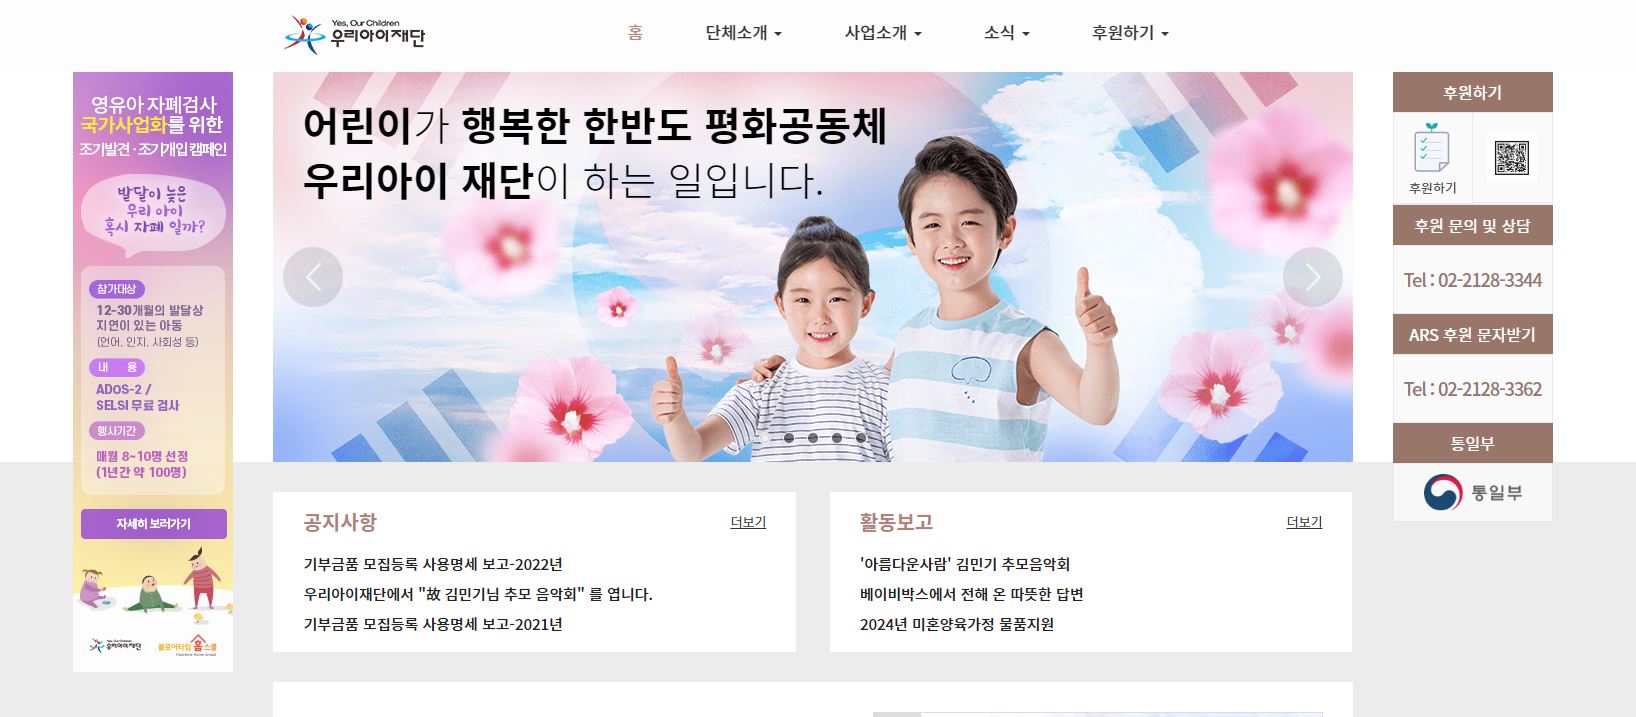 Yes, Our Children
우리아이재단
홈
단체소개
사업소개
소식
후원하기
영유아 자폐검사
국가사업화를 위한
조기발견·조기개입 캠페인
발달이 늦은
우리 아이
혹시 자폐 일까?
참가대상
12-30개월의 발달상
지연이 있는 아동
(언어, 인지, 사회성 등)
내 용
ADOS-2 /
SELSI 무료 검사
행사기간
매월 8~10명 선정
(1년간 약 100명)
자세히 보러가기
Yes, Our Children
우리아이재단
플로어타임 홈스쿨
Floortime Home School
어린이가 행복한 한반도 평화공동체
우리아이 재단이 하는 일입니다.
후원하기
후원하기
후원 문의 및 상담
Tel : 02-2128-3344
ARS 후원 문자받기
Tel : 02-2128-3362
통일부
통일부
공지사항
더보기
기부금품 모집등록 사용명세 보고-2022년
우리아이재단에서 "故 김민기님 추모 음악회" 를 엽니다.
기부금품 모집등록 사용명세 보고-2021년
활동보고
더보기
'아름다운사람' 김민기 추모음악회
베이비박스에서 전해 온 따뜻한 답변
2024년 미혼양육가정 물품지원